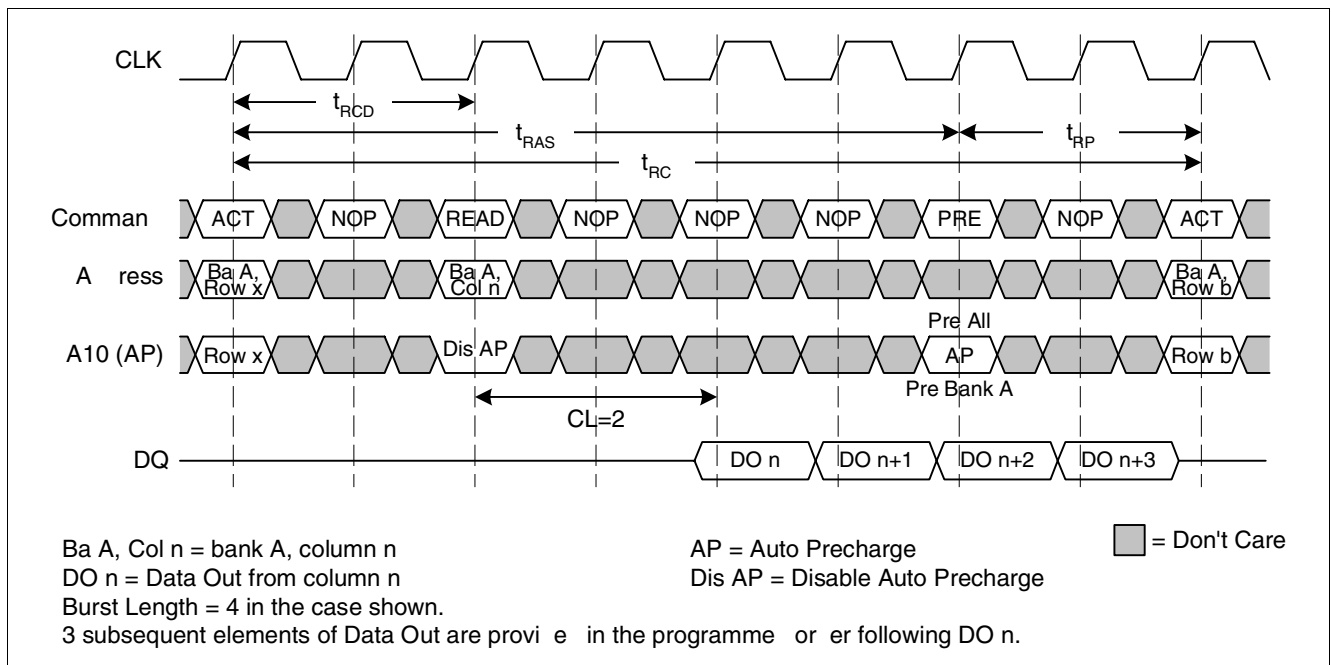 CLK
tRCD
tRAS
tRP
tRC
Comman
ACT NOP READ NOP NOP NOP PRE NOP ACT
A ress
Ba A, Row x
Ba A, Col n
Ba A, Row b
Pre All
A10 (AP)
Row x Dis AP AP Row b
Pre Bank A
CL=2
DQ
DO n DO n+1 DO n+2 DO n+3
Ba A, Col n = bank A, column n
DO n = Data Out from column n
Burst Length = 4 in the case shown.
3 subsequent elements of Data Out are provi e in the programme or er following DO n.
AP = Auto Precharge
Dis AP = Disable Auto Precharge
= Don't Care